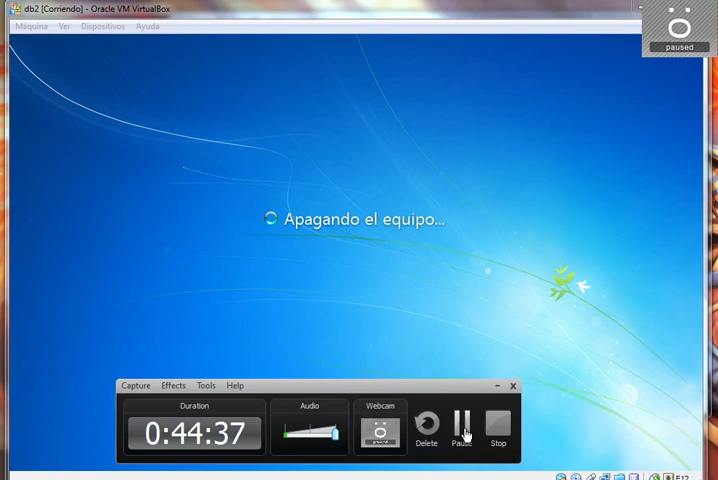 db2 [Corriendo] - Oracle VM VirtualBox
Máquina Ver Dispositivos Ayuda
paused
Apagando el equipo...
Capture Effects Tools Help
Duration Audio Webcam
0:44:37
paused
Delete Pause Stop